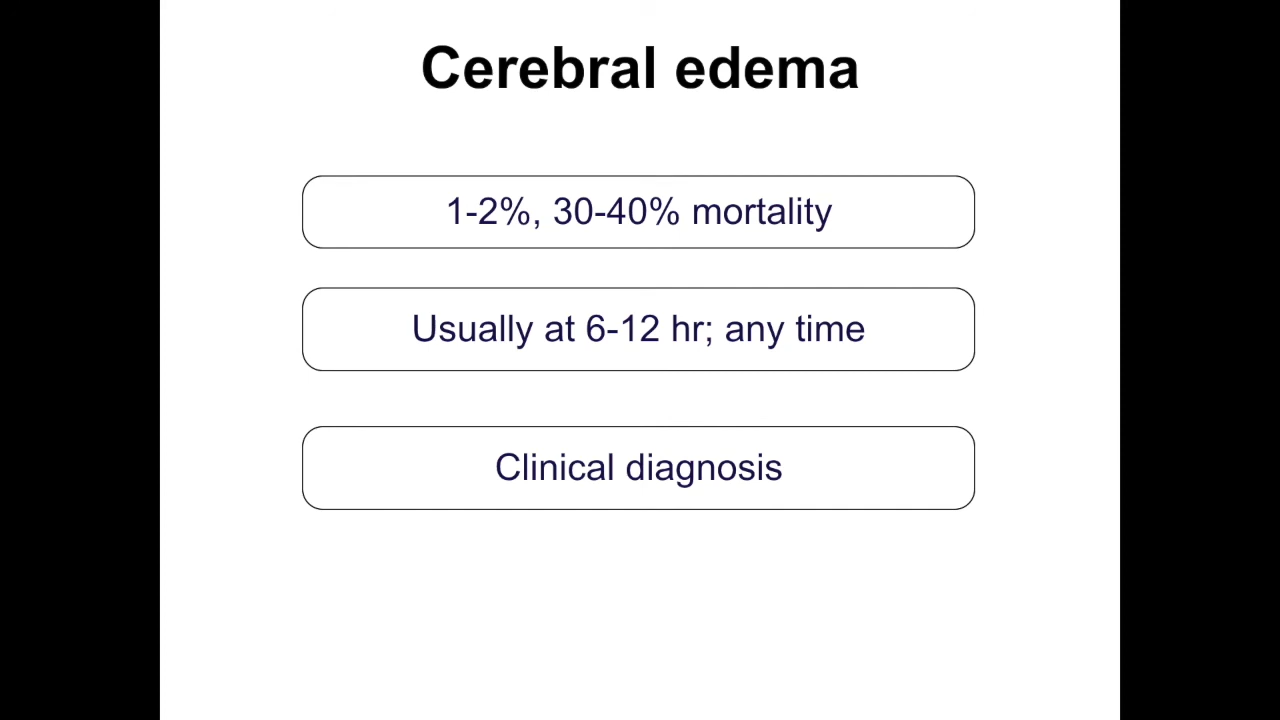 Cerebral edema
1-2%, 30-40% mortality
Usually at 6-12 hr; any time
Clinical diagnosis